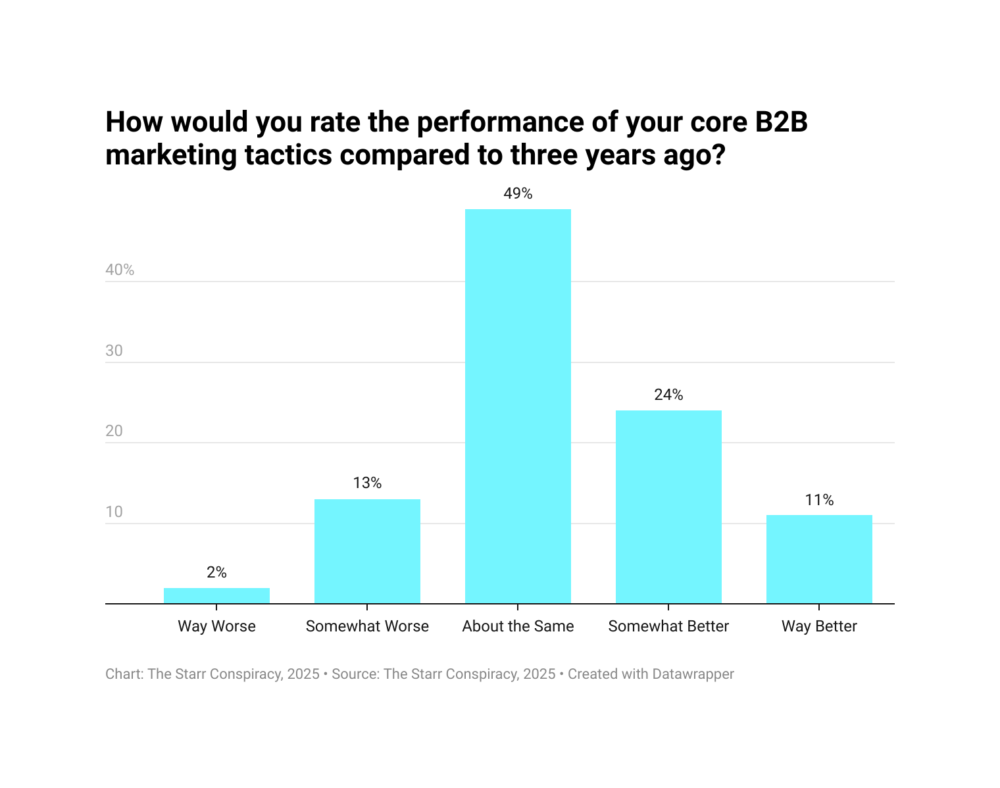 How would you rate the performance of your core B2B
marketing tactics compared to three years ago?
49%
40%
30
24%
20
13%
11%
10
2%
Way Worse
Somewhat Worse
About the Same
Somewhat Better
Way Better
Chart: The Starr Conspiracy, 2025 • Source: The Starr Conspiracy, 2025 • Created with Datawrapper